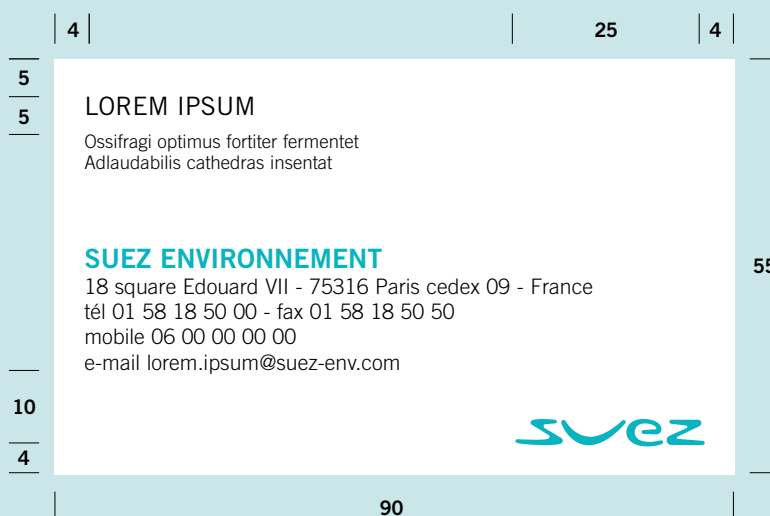 4 25 4
5
5
LOREM IPSUM
Ossifragi optimus fortiter fermentet
Adlaudabilis cathedras insentat
SUEZ ENVIRONNEMENT
18 square Edouard VII - 75316 Paris cedex 09 - France
tél 01 58 18 50 00 - fax 01 58 18 50 50
mobile 06 00 00 00 00
e-mail lorem.ipsum@suez-env.com
55
10
suez
4
90